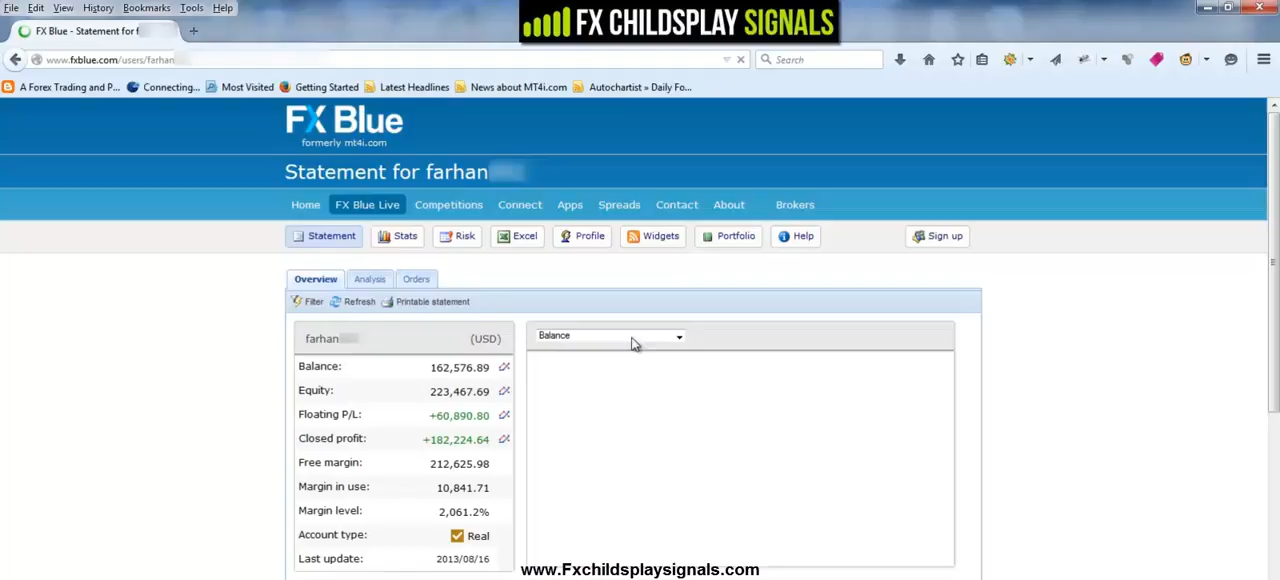 File Edit View History Bookmarks Tools Help
FX CHILDSPLAY SIGNALS
FX Blue - Statement for f
www.fxblue.com/users/farhan
Search
A Forex Trading and P... Connecting... Most Visited Getting Started Latest Headlines News about MT4i.com Autochartist » Daily Fo...
FX Blue
formerly mt4i.com
Statement for farhan
Home FX Blue Live Competitions Connect Apps Spreads Contact About Brokers
Statement Stats Risk Excel Profile Widgets Portfolio Help Sign up
Overview Analysis Orders
Filter Refresh Printable statement
farhan (USD)
Balance
Balance: 162,576.89
Equity: 223,467.69
Floating P/L: +60,890.80
Closed profit: +182,224.64
Free margin: 212,625.98
Margin in use: 10,841.71
Margin level: 2,061.2%
Account type: Real
Last update: 2013/08/16
www.Fxchildsplaysignals.com